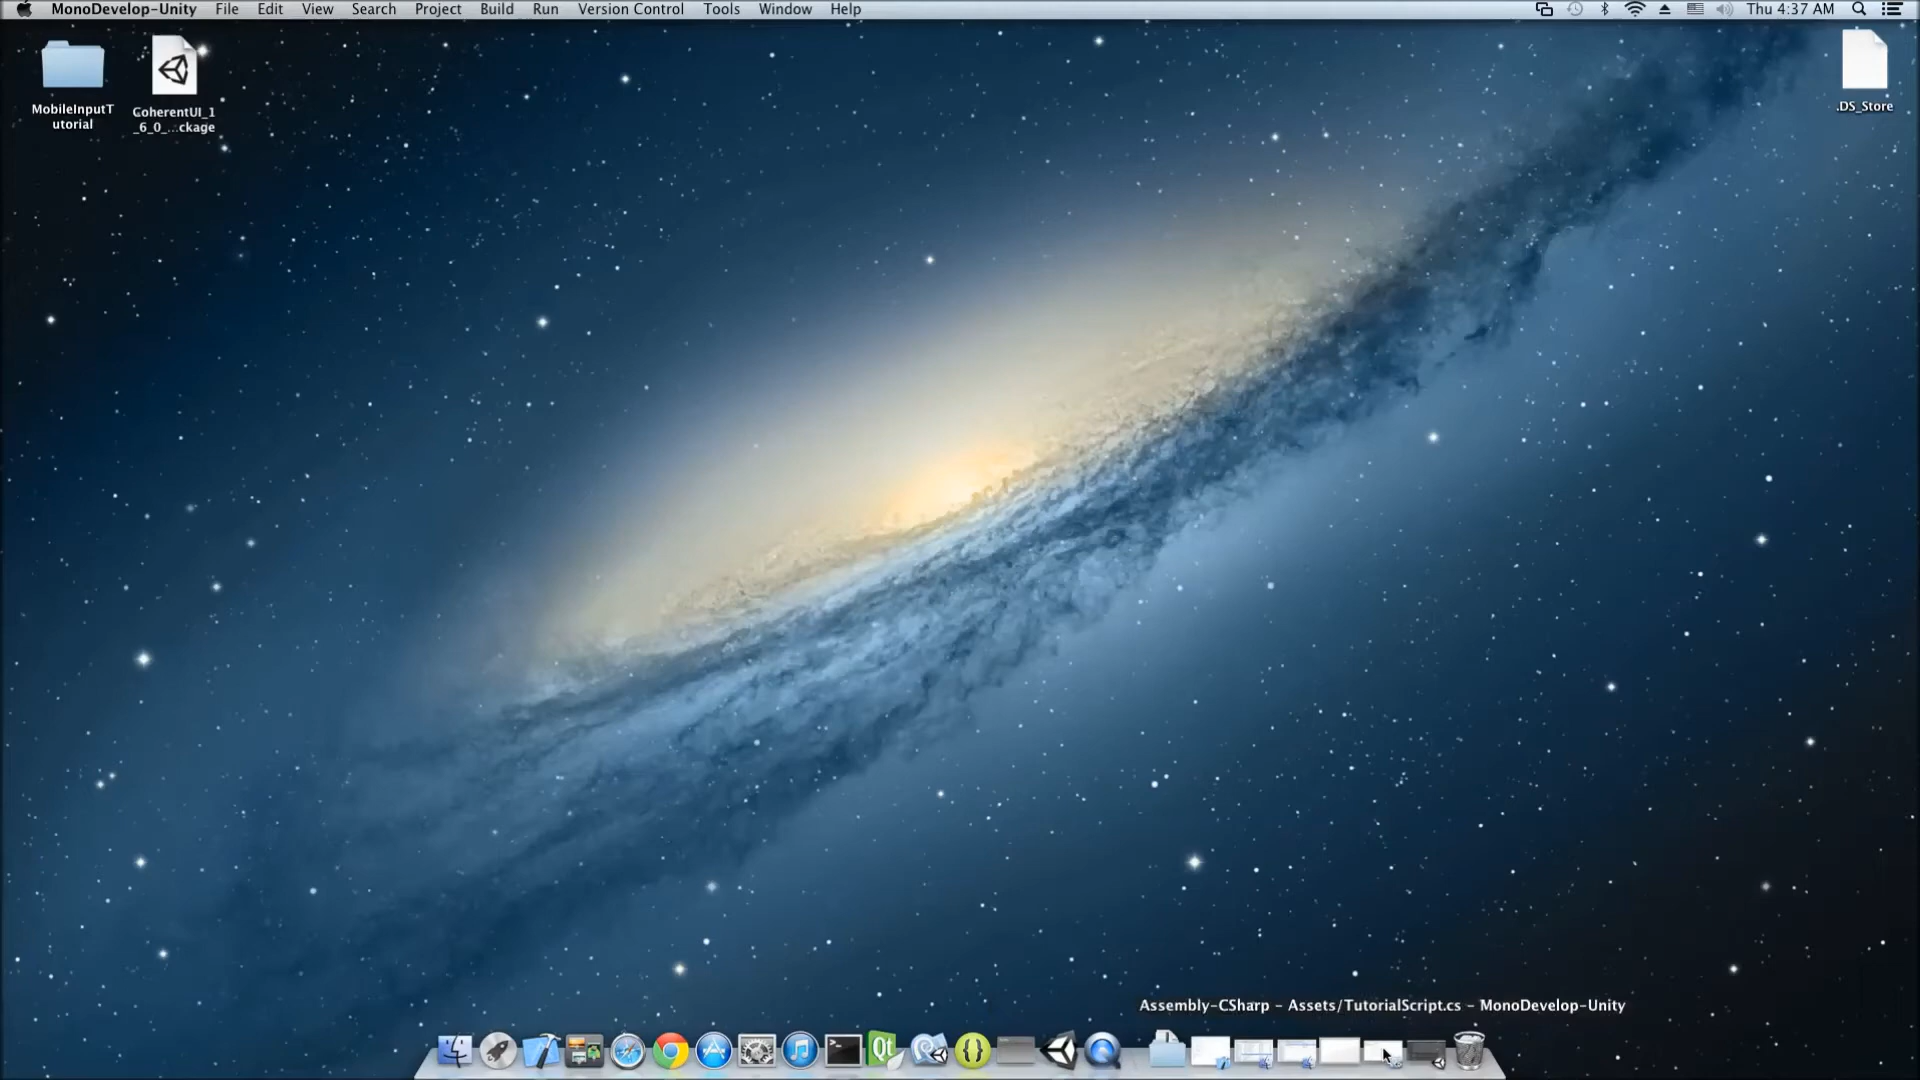 MonoDevelop-Unity File Edit View Search Project Build Run Version Control Tools Window Help Thu 4:37 AM
MobileInputT
utorial
CoherentUI_1
_6_0_...ckage
.DS_Store
Assembly-CSharp - Assets/TutorialScript.cs - MonoDevelop-Unity
Qt